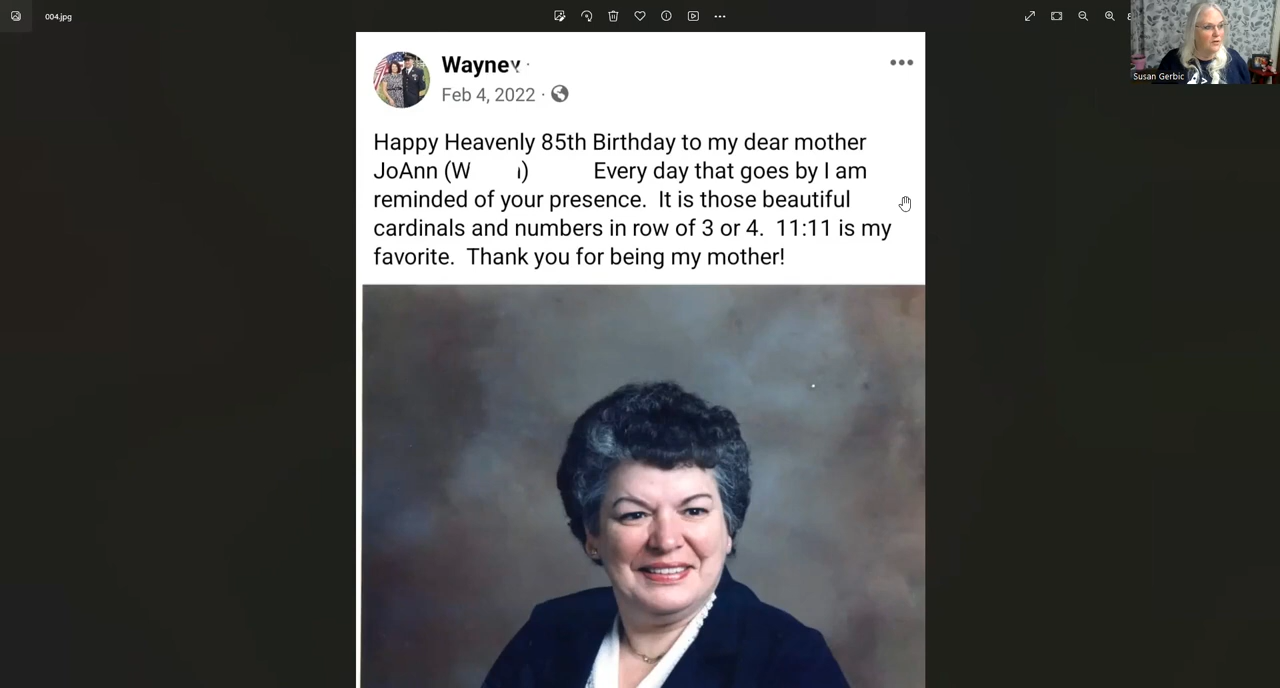 004.jpg
Susan Gerbic
Wayne
Feb 4, 2022 ·
Happy Heavenly 85th Birthday to my dear mother
JoAnn (W ) Every day that goes by I am
reminded of your presence. It is those beautiful
cardinals and numbers in row of 3 or 4. 11:11 is my
favorite. Thank you for being my mother!